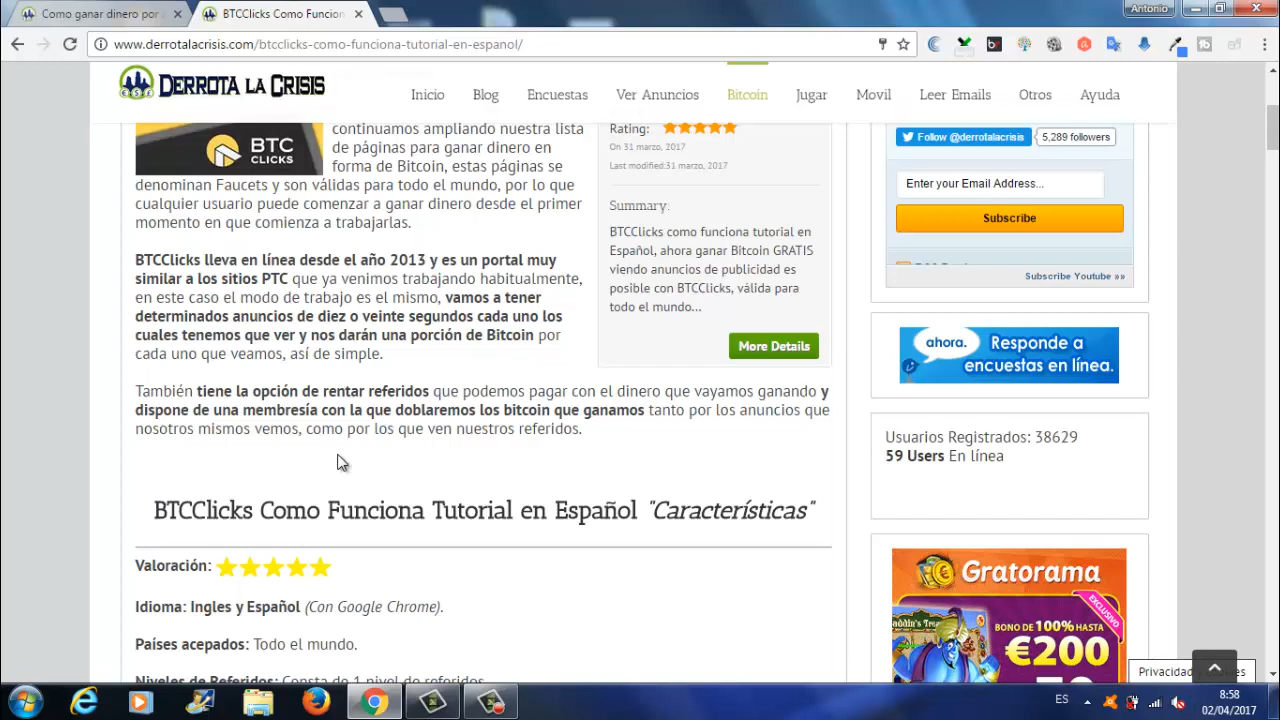 Como ganar dinero por
BTCClicks Como Funcion
Antonio
www.derrotalacrisis.com/btcclicks-como-funciona-tutorial-en-espanol/
DERROTA LA CRISIS
Inicio
Blog
Encuestas
Ver Anuncios
Bitcoin
Jugar
Movil
Leer Emails
Otros
Ayuda
BTC
CLICKS
continuamos ampliando nuestra lista
de páginas para ganar dinero en
forma de Bitcoin, estas páginas se
denominan Faucets y son válidas para todo el mundo, por lo que
cualquier usuario puede comenzar a ganar dinero desde el primer
momento en que comienza a trabajarlas.
BTCClicks lleva en línea desde el año 2013 y es un portal muy
similar a los sitios PTC que ya venimos trabajando habitualmente,
en este caso el modo de trabajo es el mismo, vamos a tener
determinados anuncios de diez o veinte segundos cada uno los
cuales tenemos que ver y nos darán una porción de Bitcoin por
cada uno que veamos, así de simple.
Rating:
On 31 marzo, 2017
Last modified:31 marzo, 2017
Summary:
BTCClicks como funciona tutorial en
Español, ahora ganar Bitcoin GRATIS
viendo anuncios de publicidad es
posible con BTCClicks, válida para
todo el mundo...
More Details
También tiene la opción de rentar referidos que podemos pagar con el dinero que vayamos ganando y
dispone de una membresía con la que doblaremos los bitcoin que ganamos tanto por los anuncios que
nosotros mismos vemos, como por los que ven nuestros referidos.
BTCClicks Como Funciona Tutorial en Español "Características"
Valoración:
Idioma: Ingles y Español (Con Google Chrome).
Países acepados: Todo el mundo.
Niveles de Referidos: Consta de 1 nivel de referidos
Follow @derrotalacrisis
5,289 followers
Enter your Email Address...
Subscribe
Subscribe Youtube »»
ahora.
Responde a
encuestas en línea.
Usuarios Registrados: 38629
59 Users En línea
Gratorama
EXCLUSIVO
BONO DE 100% HASTA
€200
Privacidad y Cookies
ES
8:58
02/04/2017